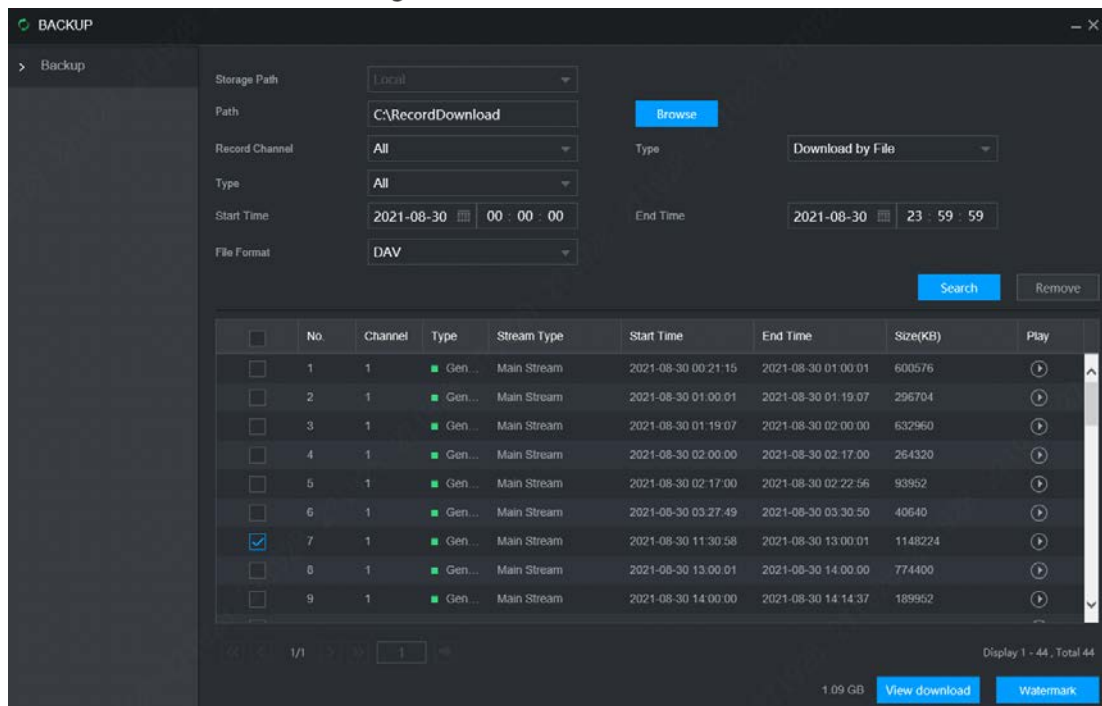 BACKUP
Backup
Storage Path Local
Path C:\RecordDownload Browse
Record Channel All Type Download by File
Type All
Start Time 2021-08-30 00 : 00 : 00 End Time 2021-08-30 23 : 59 : 59
File Format DAV
Search Remove
No. Channel Type Stream Type Start Time End Time Size(KB) Play
1 1 Gen... Main Stream 2021-08-30 00:21:15 2021-08-30 01:00:01 600576
2 1 Gen... Main Stream 2021-08-30 01:00:01 2021-08-30 01:19:07 296704
3 1 Gen... Main Stream 2021-08-30 01:19:07 2021-08-30 02:00:00 632960
4 1 Gen... Main Stream 2021-08-30 02:00:00 2021-08-30 02:17:00 264320
5 1 Gen... Main Stream 2021-08-30 02:17:00 2021-08-30 02:22:56 93952
6 1 Gen... Main Stream 2021-08-30 03:27:49 2021-08-30 03:30:50 40640
7 1 Gen... Main Stream 2021-08-30 11:30:58 2021-08-30 13:00:01 1148224
8 1 Gen... Main Stream 2021-08-30 13:00:01 2021-08-30 14:00:00 774400
9 1 Gen... Main Stream 2021-08-30 14:00:00 2021-08-30 14:14:37 189952
1/1 1 Display 1 - 44 , Total 44
1.09 GB View download Watermark